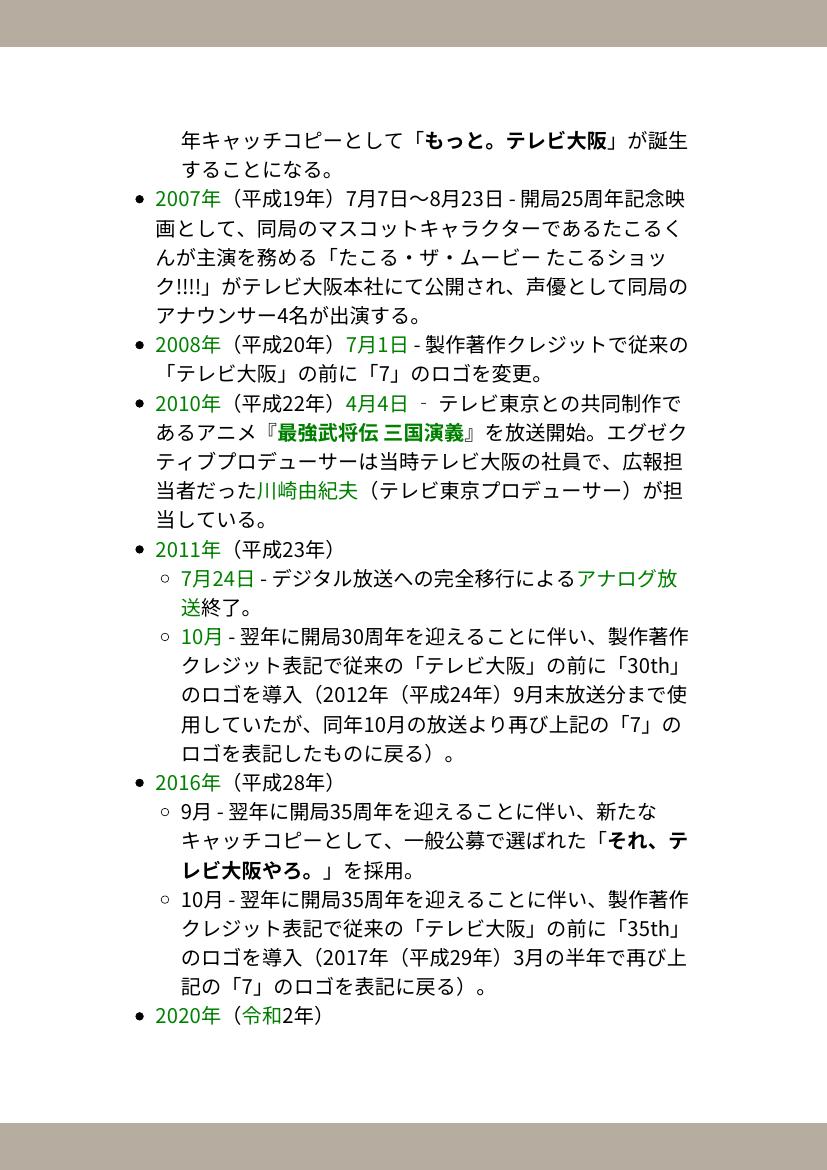 年キャッチコピーとして「もっと。テレビ大阪」が誕生
することになる。
2007年（平成19年）7月7日〜8月23日 - 開局25周年記念映
画として、同局のマスコットキャラクターであるたこるく
んが主演を務める「たこる・ザ・ムービー たこるショッ
ク!!!!」がテレビ大阪本社にて公開され、声優として同局の
アナウンサー4名が出演する。
2008年（平成20年）7月1日 - 製作著作クレジットで従来の
「テレビ大阪」の前に「7」のロゴを変更。
2010年（平成22年）4月4日 ‐ テレビ東京との共同制作で
あるアニメ『最強武将伝 三国演義』を放送開始。エグゼク
ティブプロデューサーは当時テレビ大阪の社員で、広報担
当者だった川崎由紀夫（テレビ東京プロデューサー）が担
当している。
2011年（平成23年）
7月24日 - デジタル放送への完全移行によるアナログ放
送終了。
10月 - 翌年に開局30周年を迎えることに伴い、製作著作
クレジット表記で従来の「テレビ大阪」の前に「30th」
のロゴを導入（2012年（平成24年）9月末放送分まで使
用していたが、同年10月の放送より再び上記の「7」の
ロゴを表記したものに戻る）。
2016年（平成28年）
9月 - 翌年に開局35周年を迎えることに伴い、新たな
キャッチコピーとして、一般公募で選ばれた「それ、テ
レビ大阪やろ。」を採用。
10月 - 翌年に開局35周年を迎えることに伴い、製作著作
クレジット表記で従来の「テレビ大阪」の前に「35th」
のロゴを導入（2017年（平成29年）3月の半年で再び上
記の「7」のロゴを表記に戻る）。
2020年（令和2年）